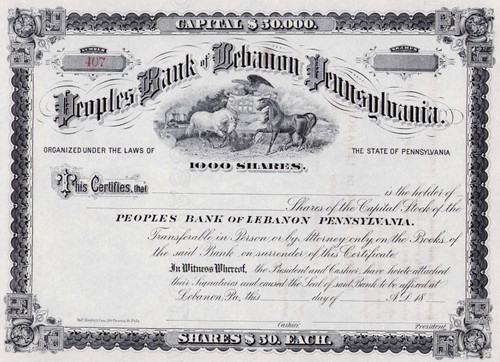 CAPITAL $50,000.
NUMBER
SHARES
407
Peoples Bank of Lebanon Pennsylvania.
ORGANIZED UNDER THE LAWS OF
THE STATE OF PENNSYLVANIA
1000 SHARES.
This Certifies, that
is the holder of
Shares of the Capital Stock of the
PEOPLES BANK OF LEBANON PENNSYLVANIA.
Transferable in Person or by Attorney only on the Books of
the said Bank on surrender of this Certificate
In Witness Whereof, the President and Cashier have hereto attached
their Signatures and caused the Seal of said Bank to be affixed at
Lebanon, Pa, this day of A.D. 18
Cashier.
President.
SHARES $50. EACH.